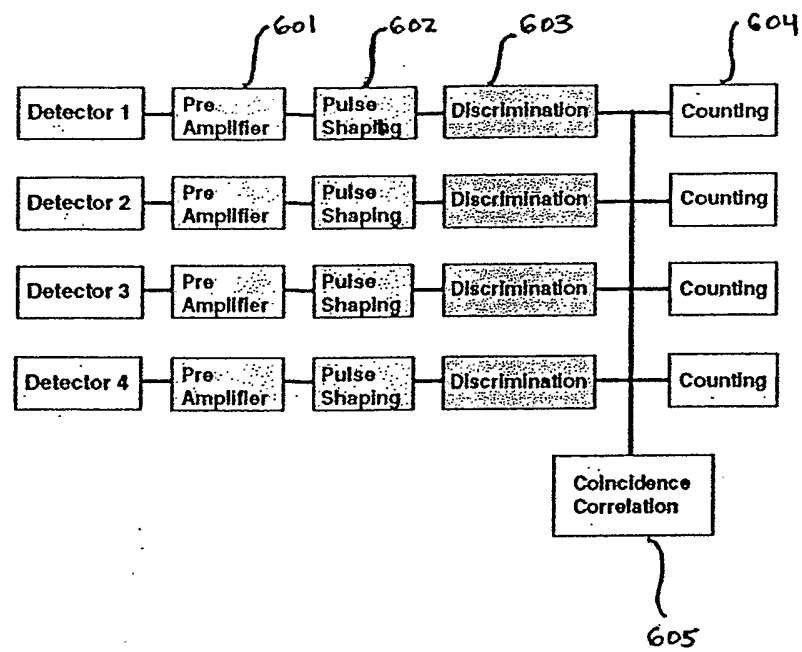 601
602
603
604
Detector 1
Pre
Amplifier
Pulse
Shaping
Discrimination
Counting
Detector 2
Pre
Amplifier
Pulse
Shaping
Discrimination
Counting
Detector 3
Pre
Amplifier
Pulse
Shaping
Discrimination
Counting
Detector 4
Pre
Amplifier
Pulse
Shaping
Discrimination
Counting
Coincidence
Correlation
605